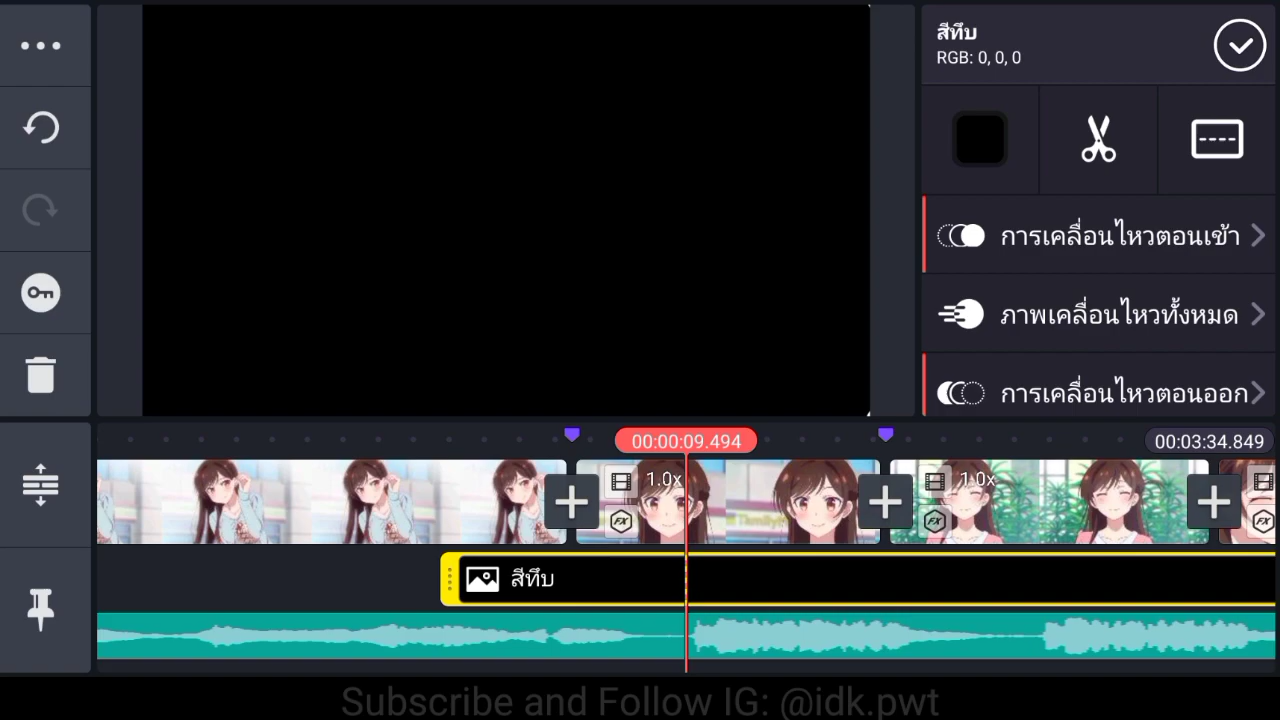 สีทึบ
RGB: 0, 0, 0
การเคลื่อนไหวตอนเข้า
ภาพเคลื่อนไหวทั้งหมด
การเคลื่อนไหวตอนออก
00:00:09.494
00:03:34.849
1.0x
1.0x
FX
FX
FX
สีทึบ
Subscribe and Follow IG: @idk.pwt